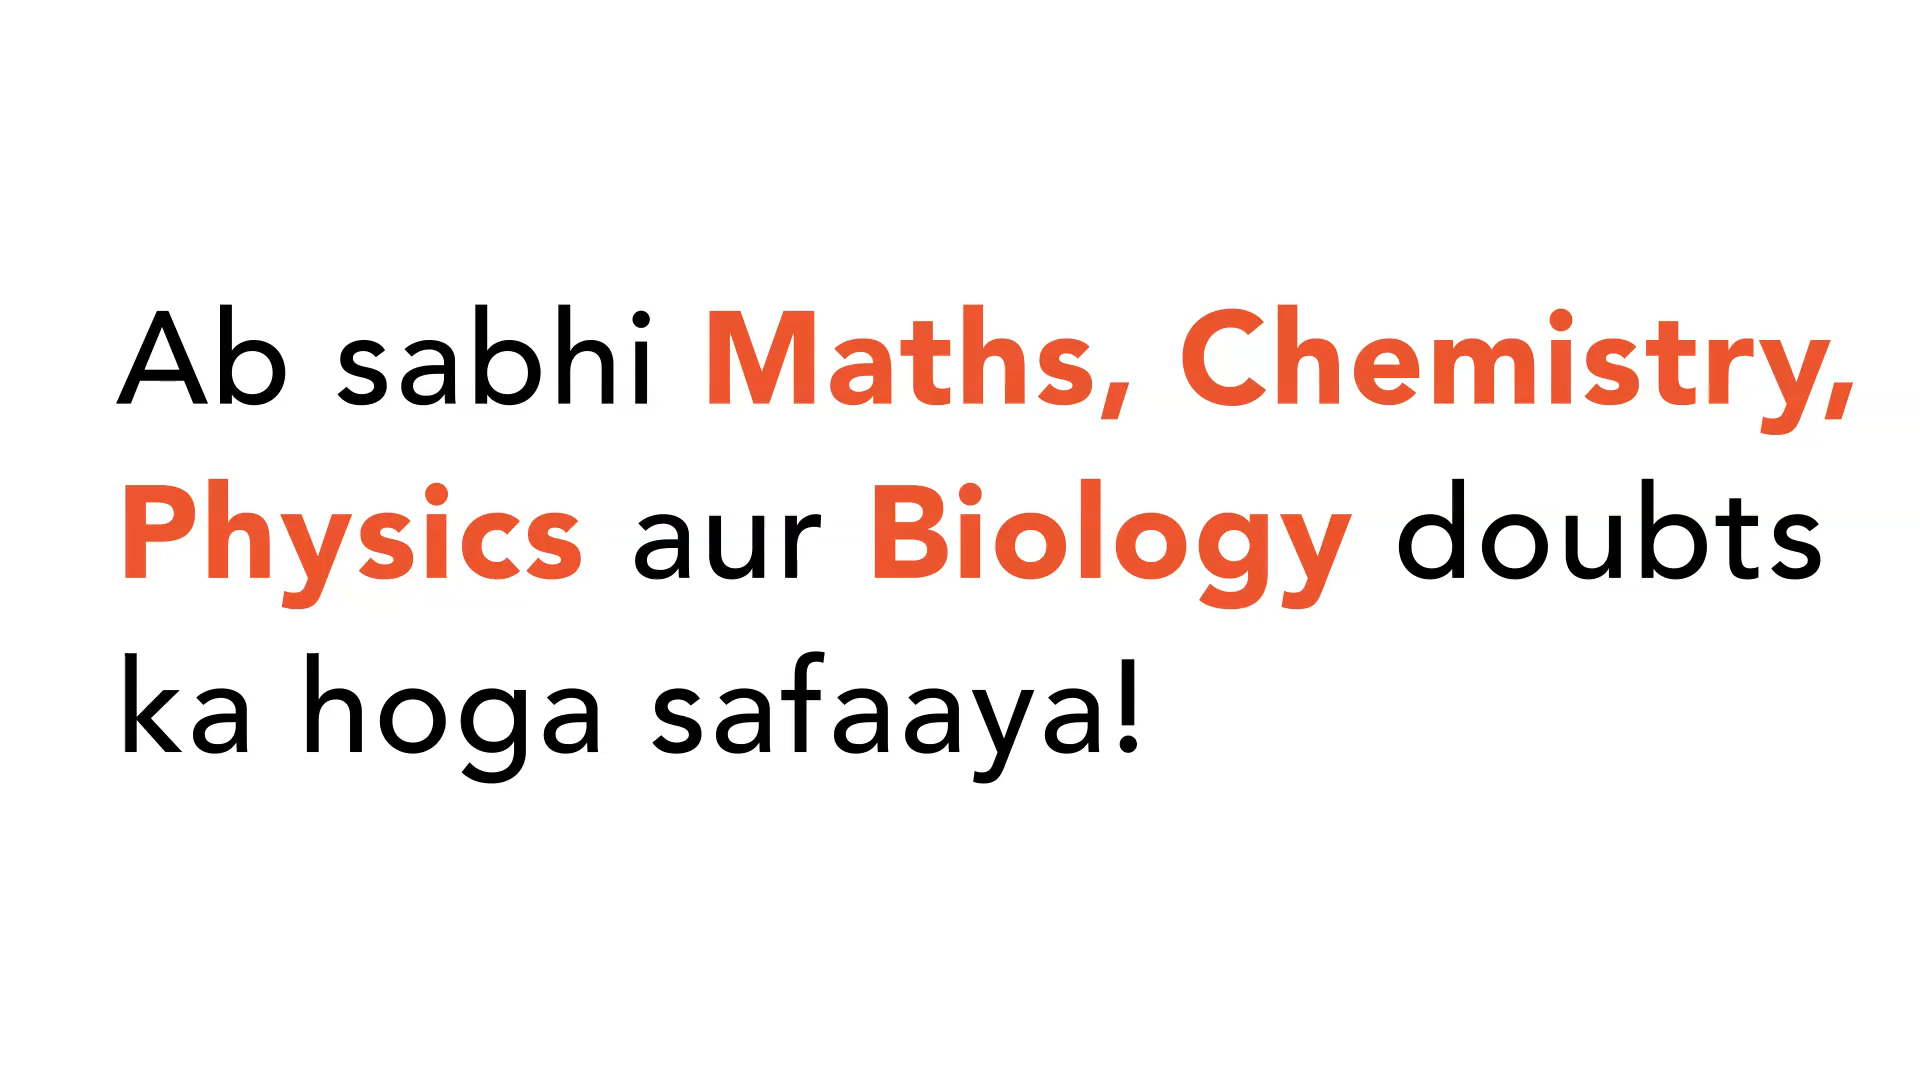 Ab sabhi Maths, Chemistry,
Physics aur Biology doubts
ka hoga safaaya!